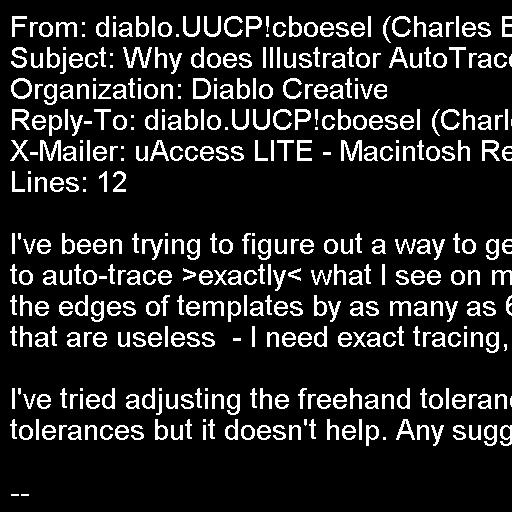 From: diablo.UUCP!cboesel (Charles B
Subject: Why does Illustrator AutoTrace
Organization: Diablo Creative
Reply-To: diablo.UUCP!cboesel (Charl
X-Mailer: uAccess LITE - Macintosh Re
Lines: 12

I've been trying to figure out a way to ge
to auto-trace >exactly< what I see on m
the edges of templates by as many as 6
that are useless  - I need exact tracing,

I've tried adjusting the freehand toleranc
tolerances but it doesn't help. Any sugg

--